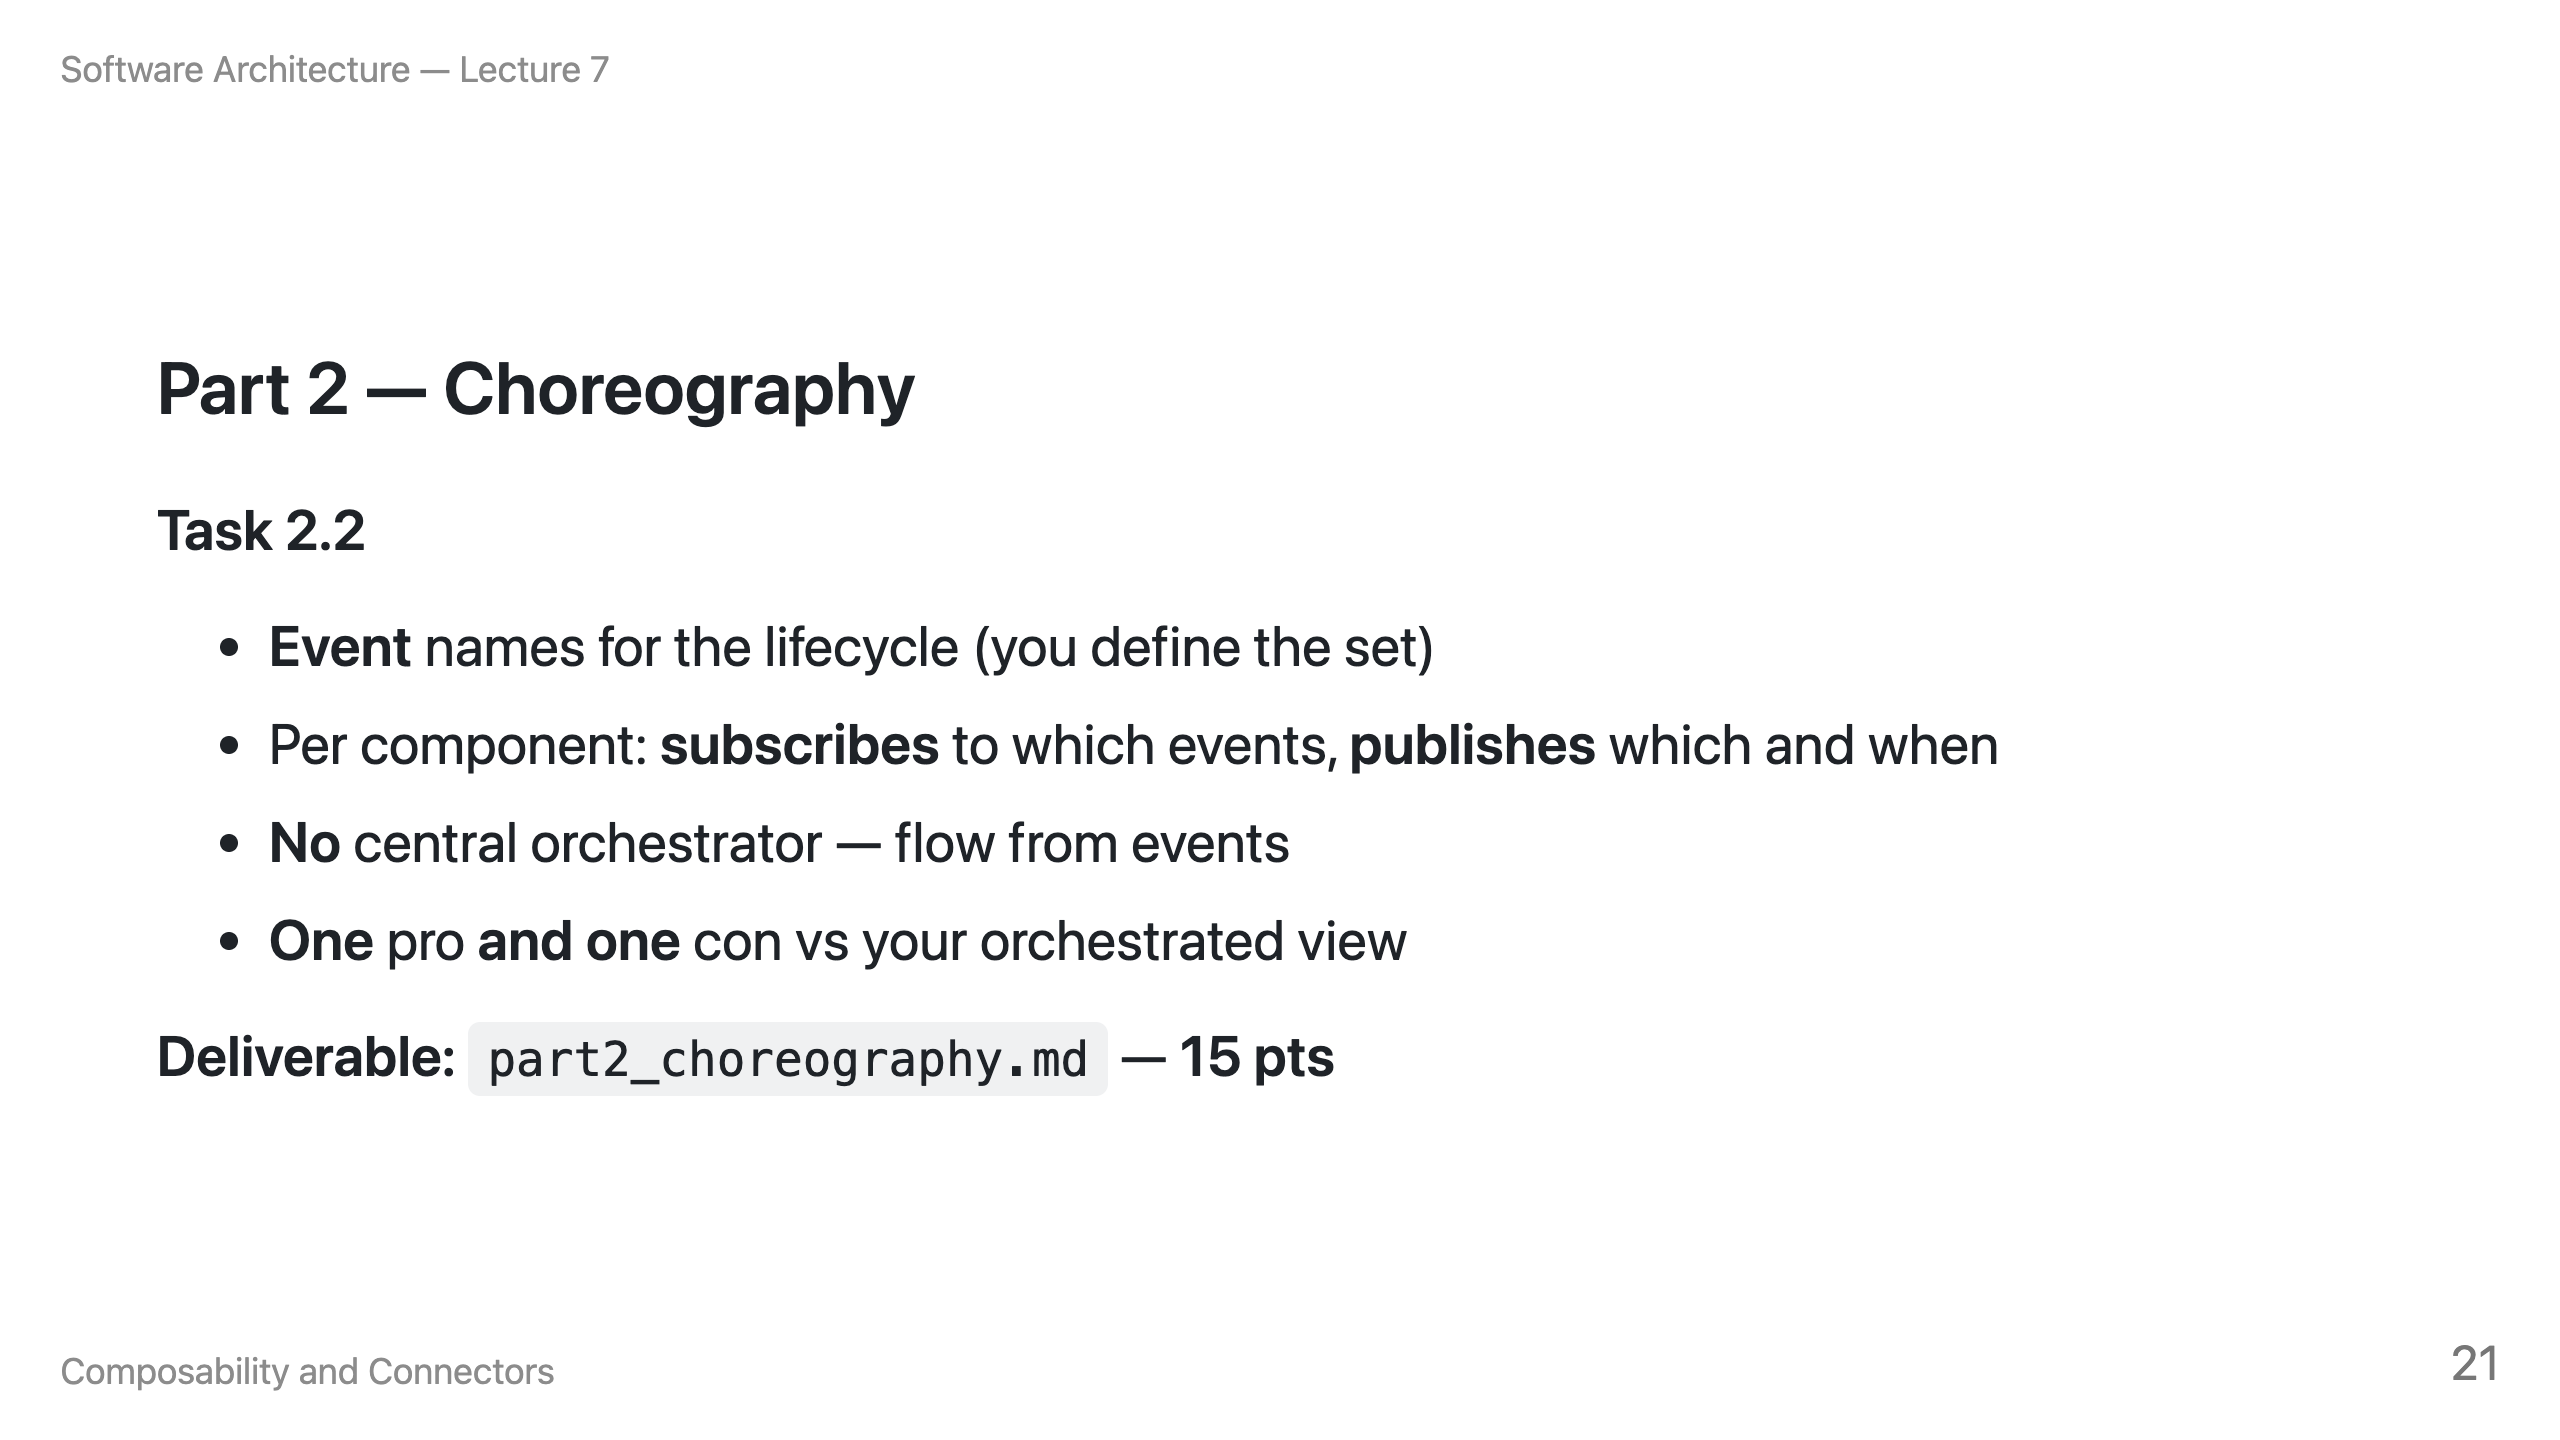 Software Architecture — Lecture 7
Part 2 — Choreography
Task 2.2
• Event names for the lifecycle (you define the set)
• Per component: subscribes to which events, publishes which and when
• No central orchestrator — flow from events
• One pro and one con vs your orchestrated view
Deliverable: part2_choreography.md — 15 pts
Composability and Connectors
21